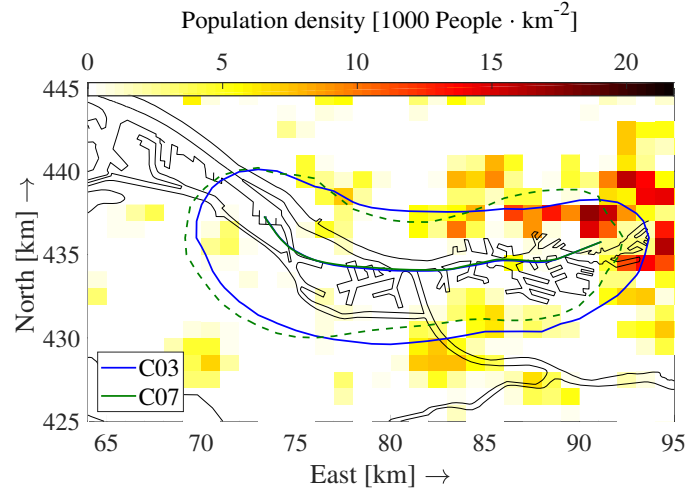 Population density [1000 People · km⁻²]
0 5 10 15 20
445
440
435
430
425
North [km] →
C03
C07
65 70 75 80 85 90 95
East [km] →